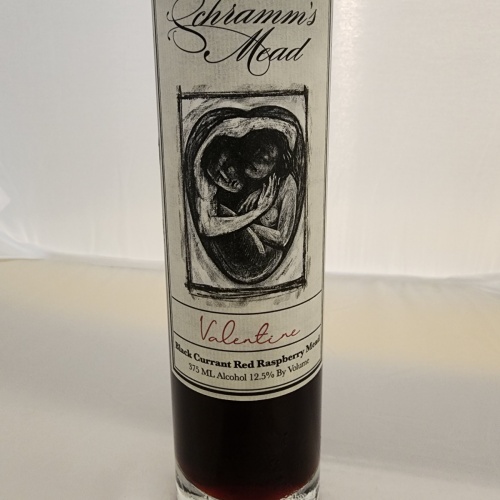 Schramm's
Mead
Valentine
Black Currant Red Raspberry Mead
375 ML Alcohol 12.5% By Volume